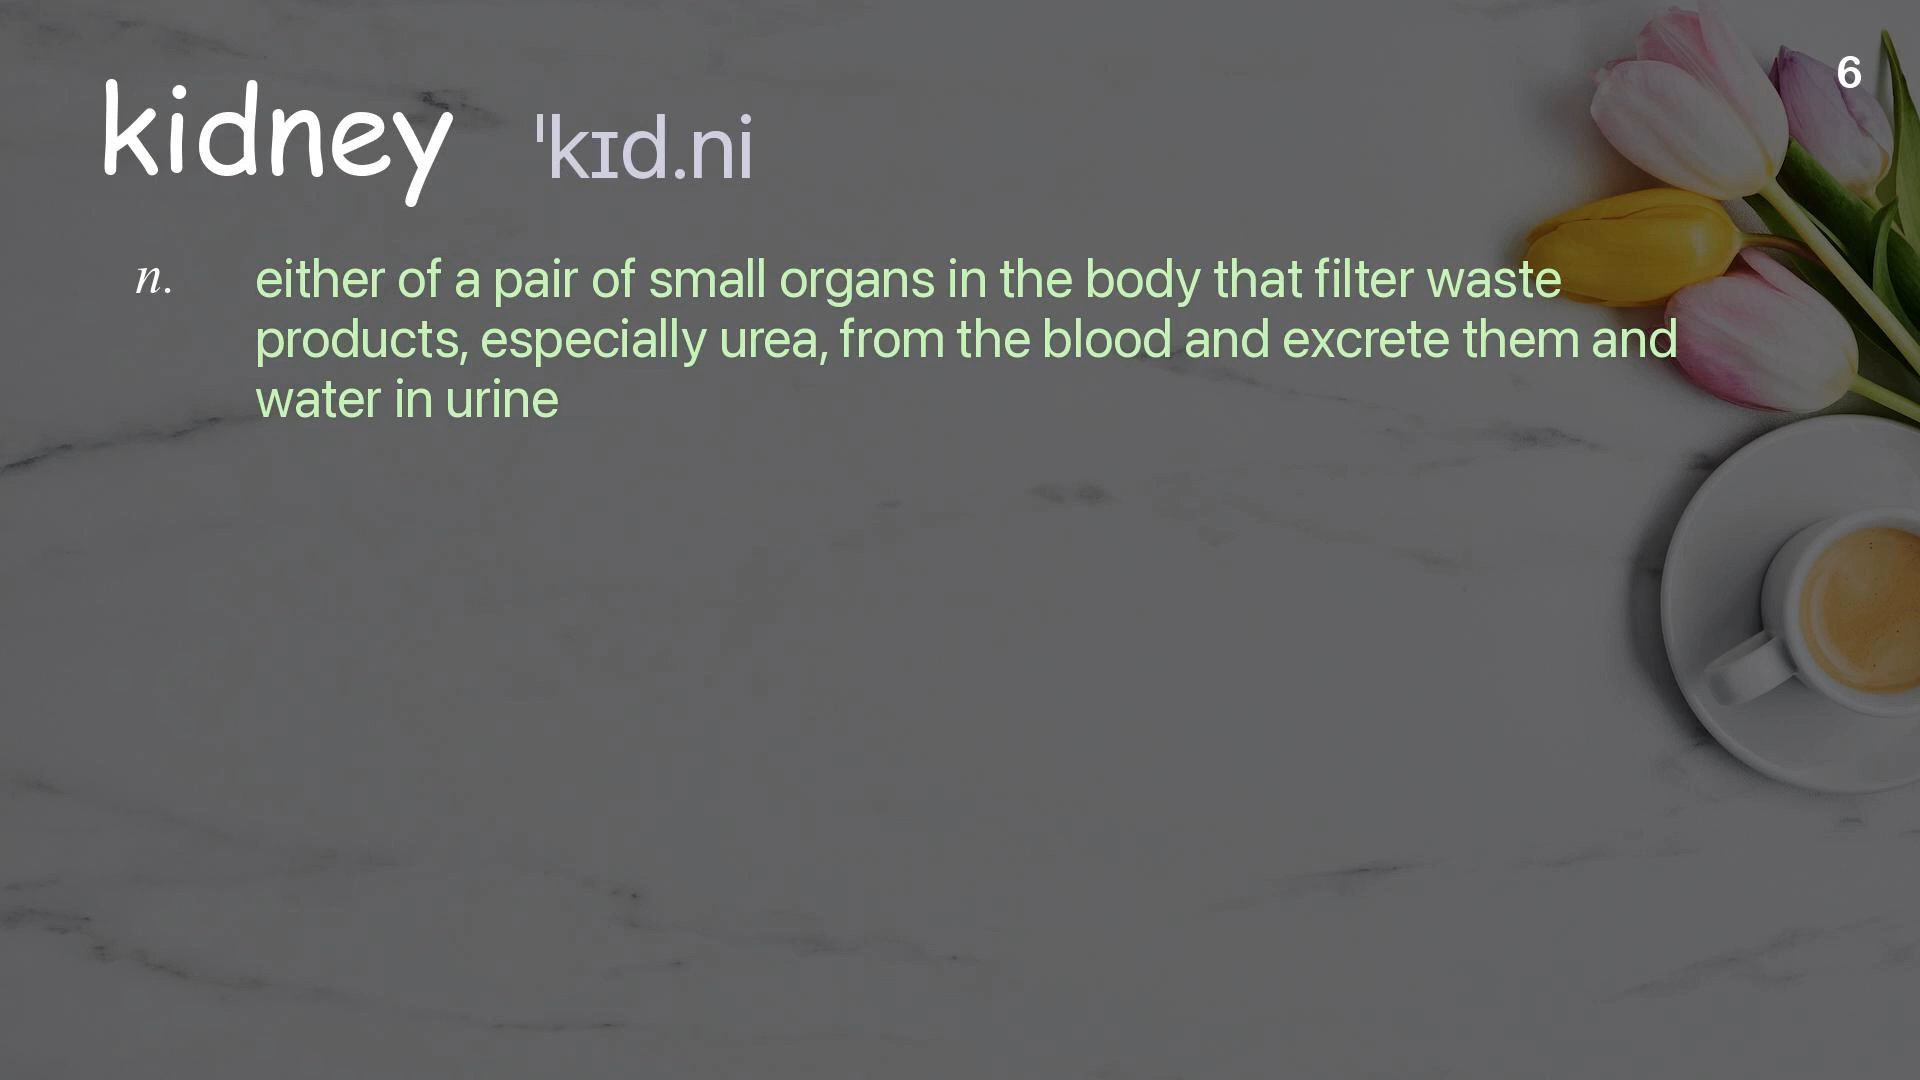 6
kidney ˈkɪd.ni
n. either of a pair of small organs in the body that filter waste
products, especially urea, from the blood and excrete them and
water in urine